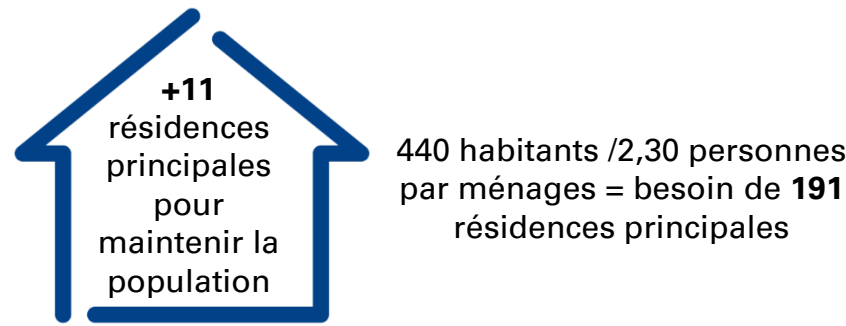 +11
résidences
principales
pour
maintenir la
population
440 habitants /2,30 personnes
par ménages = besoin de 191
résidences principales